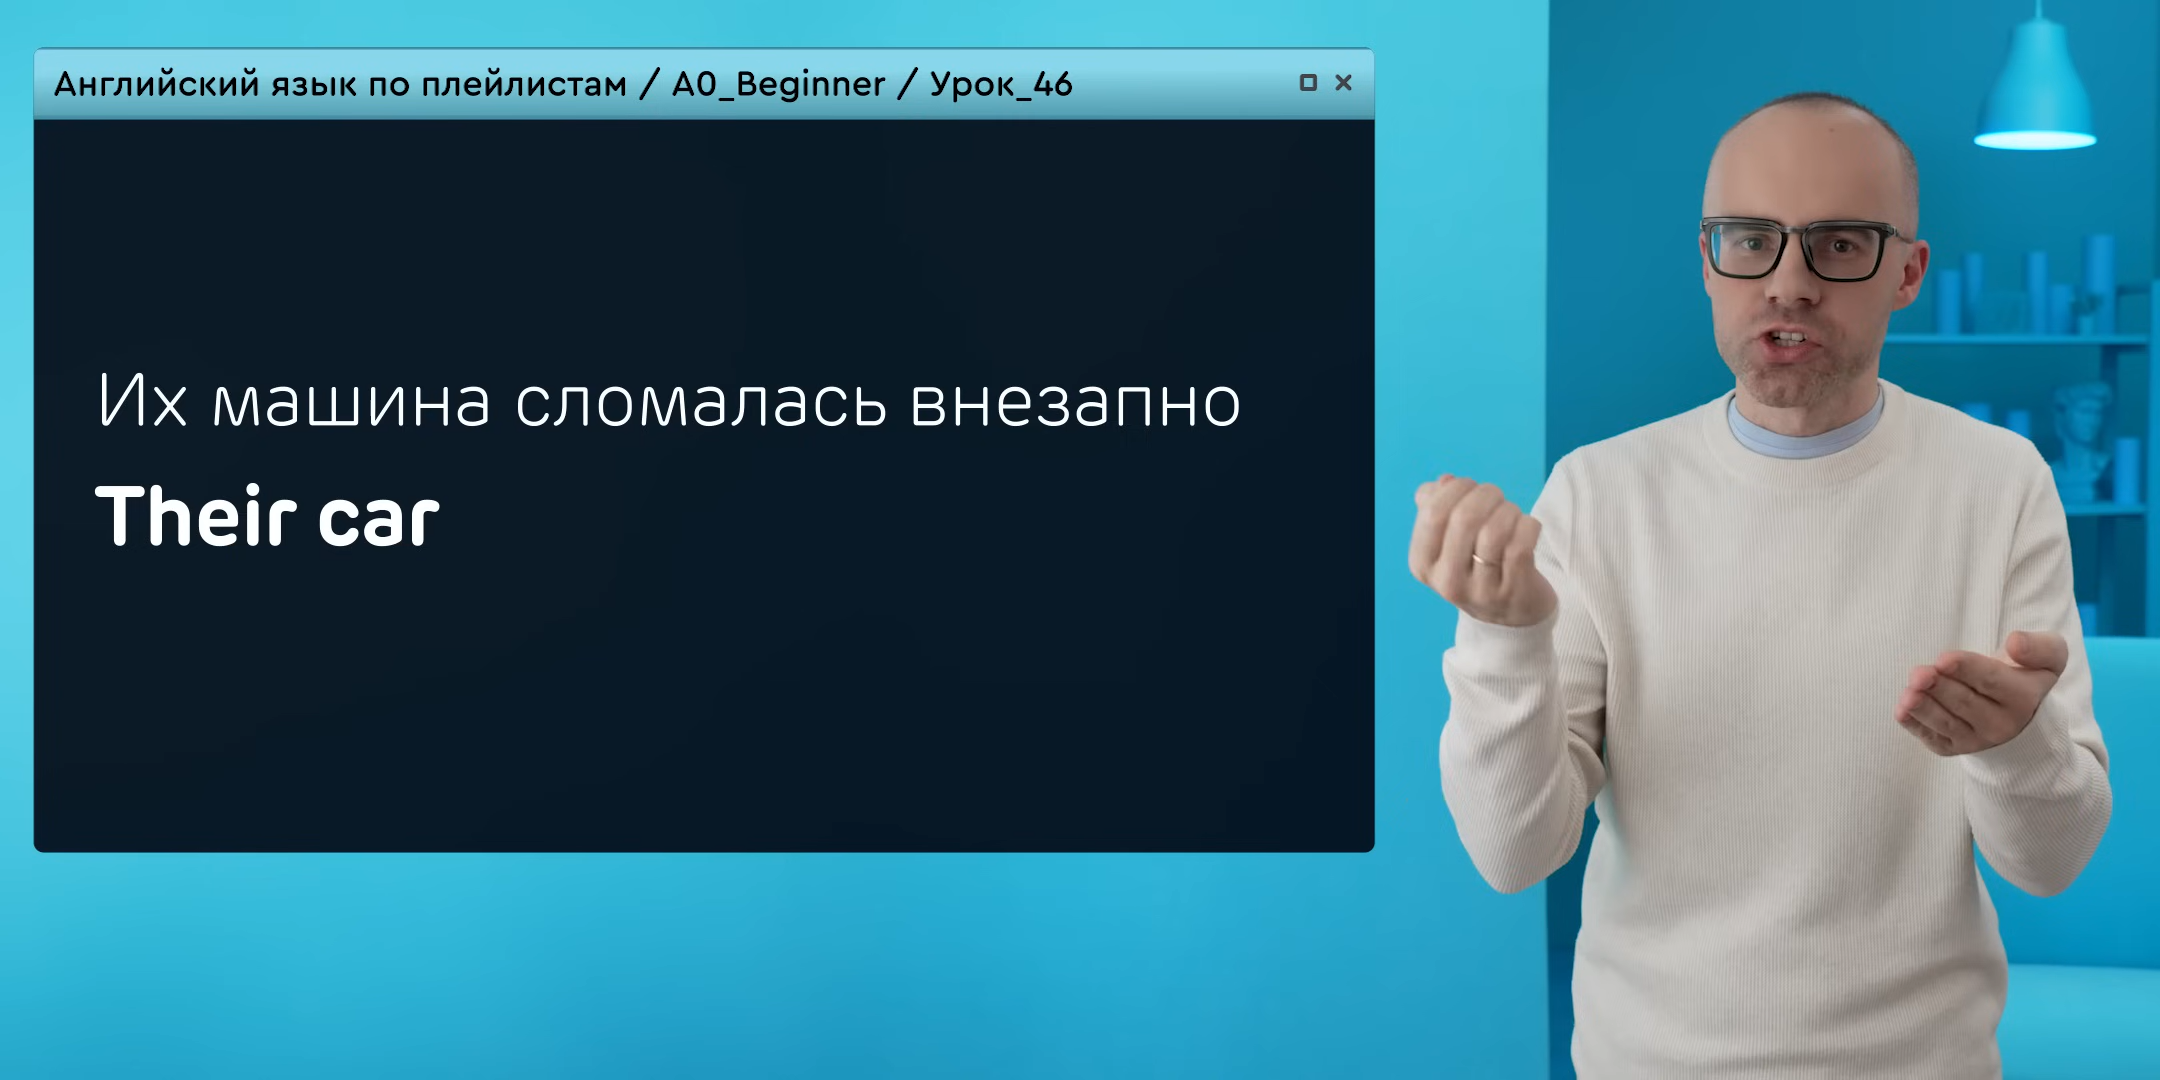 Английский язык по плейлистам / A0_Beginner / Урок_46
Их машина сломалась внезапно
Their car